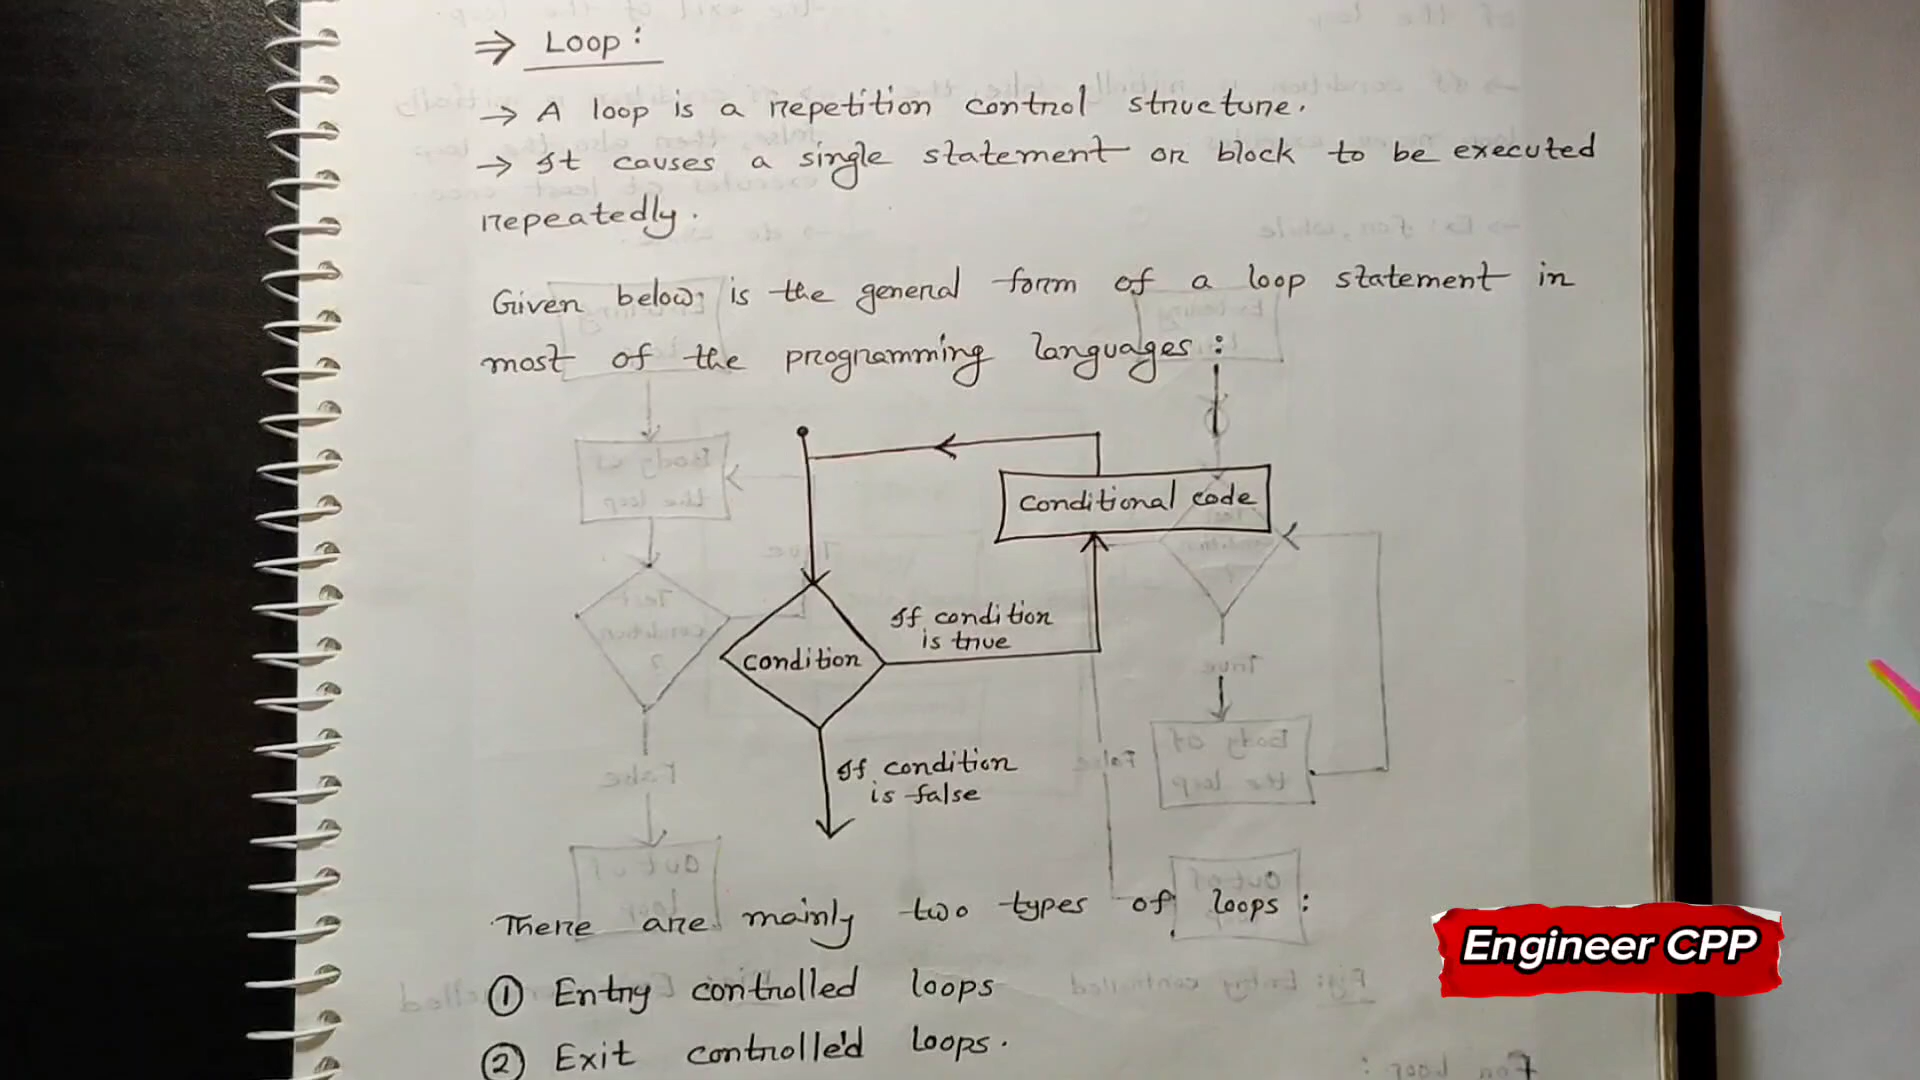 ⇒ Loop :
→ A loop is a repetition control structure.
→ It causes a single statement or block to be executed
repeatedly.
Given below is the general form of a loop statement in
most of the programming languages :
conditional code
If condition
is true
condition
If condition
is false
There are mainly two types of loops :
① Entry controlled loops
② Exit controlled loops.
Engineer CPP